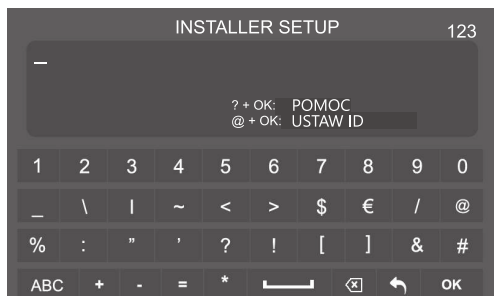 INSTALLER SETUP 123
_
? + OK: POMOC
@ + OK: USTAW ID
1 2 3 4 5 6 7 8 9 0
_ \ | ~ < > $ € / @
% : " ' ? ! [ ] & #
ABC + - = * OK